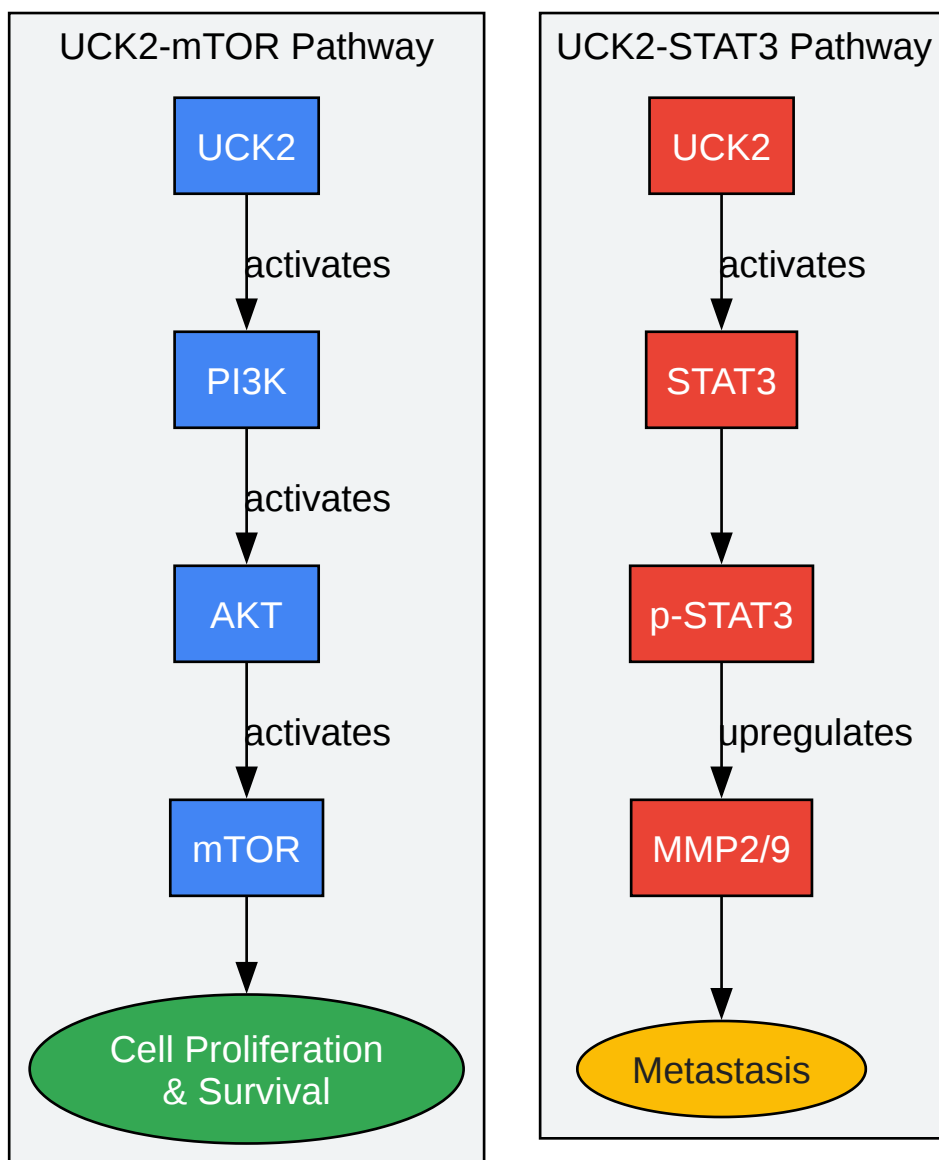 UCK2-mTOR Pathway
UCK2
activates
PI3K
activates
AKT
activates
mTOR
Cell Proliferation
& Survival
UCK2-STAT3 Pathway
UCK2
activates
STAT3
p-STAT3
upregulates
MMP2/9
Metastasis